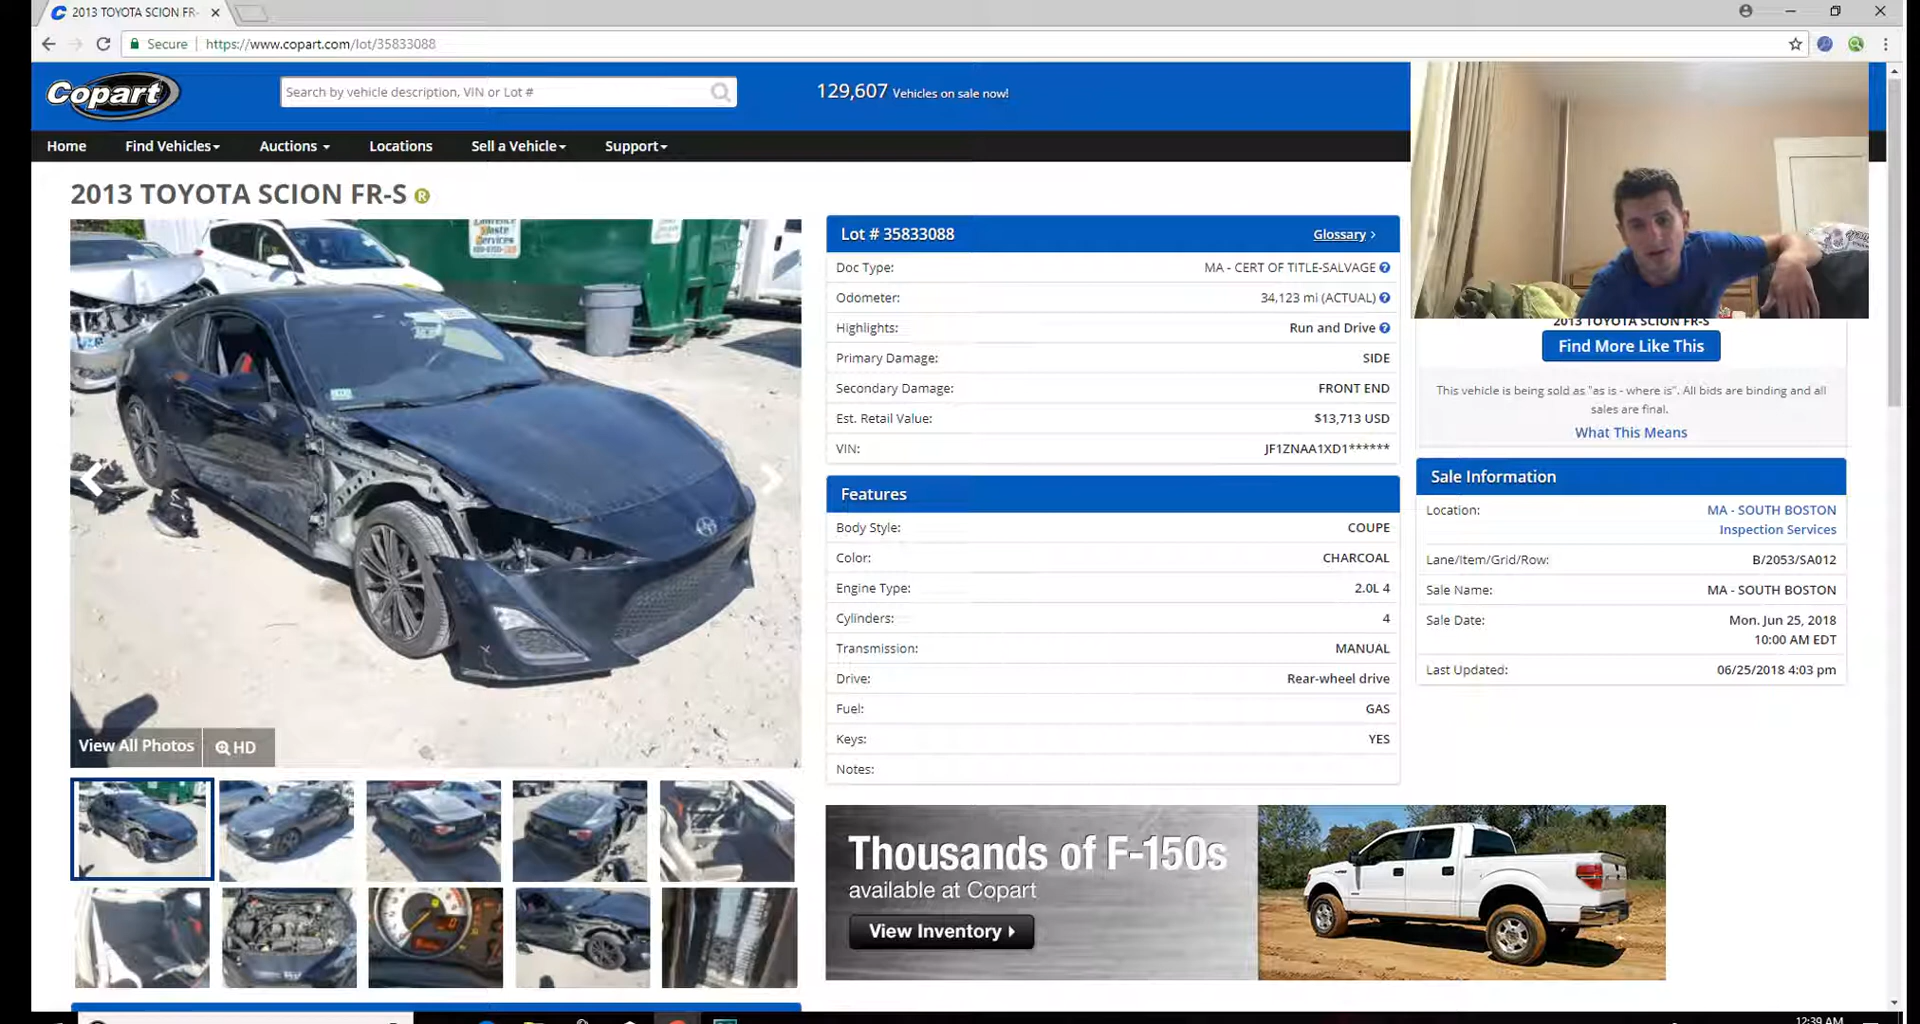 2013 TOYOTA SCION FR-
Secure https://www.copart.com/lot/35833088
Copart
Search by vehicle description, VIN or Lot #
129,607 Vehicles on sale now!
Home Find Vehicles Auctions Locations Sell a Vehicle Support
2013 TOYOTA SCION FR-S R
Waste
Services
View All Photos HD
Lot # 35833088 Glossary
Doc Type: MA - CERT OF TITLE-SALVAGE
Odometer: 34,123 mi (ACTUAL)
Highlights: Run and Drive
Primary Damage: SIDE
Secondary Damage: FRONT END
Est. Retail Value: $13,713 USD
VIN: JF1ZNAA1XD1******
Features
Body Style: COUPE
Color: CHARCOAL
Engine Type: 2.0L 4
Cylinders: 4
Transmission: MANUAL
Drive: Rear-wheel drive
Fuel: GAS
Keys: YES
Notes:
2013 TOYOTA SCION FR-S
Find More Like This
This vehicle is being sold as "as is - where is". All bids are binding and all
sales are final.
What This Means
Sale Information
Location: MA - SOUTH BOSTON
Inspection Services
Lane/Item/Grid/Row: B/2053/SA012
Sale Name: MA - SOUTH BOSTON
Sale Date: Mon. Jun 25, 2018
10:00 AM EDT
Last Updated: 06/25/2018 4:03 pm
Thousands of F-150s
available at Copart
View Inventory
12:39 AM